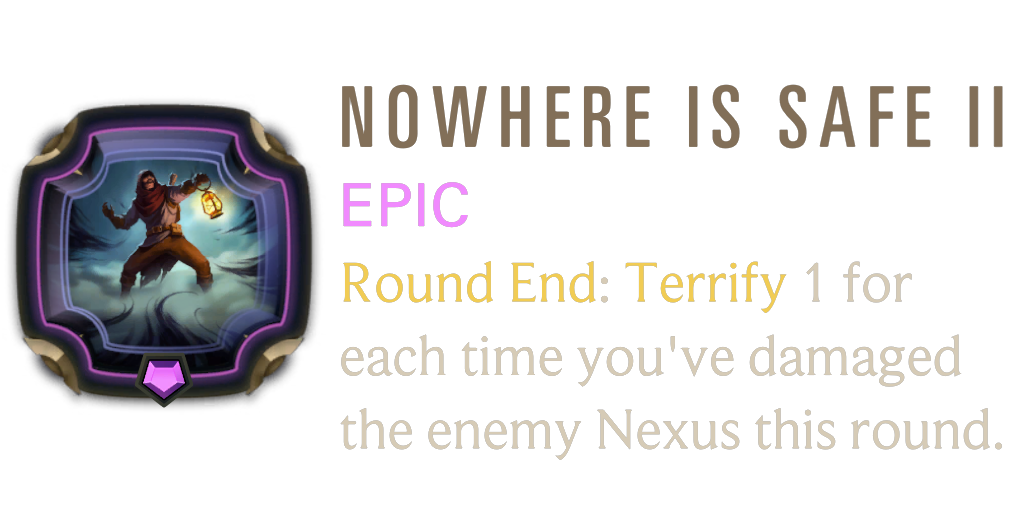 NOWHERE IS SAFE II
EPIC
Round End: Terrify 1 for
each time you've damaged
the enemy Nexus this round.